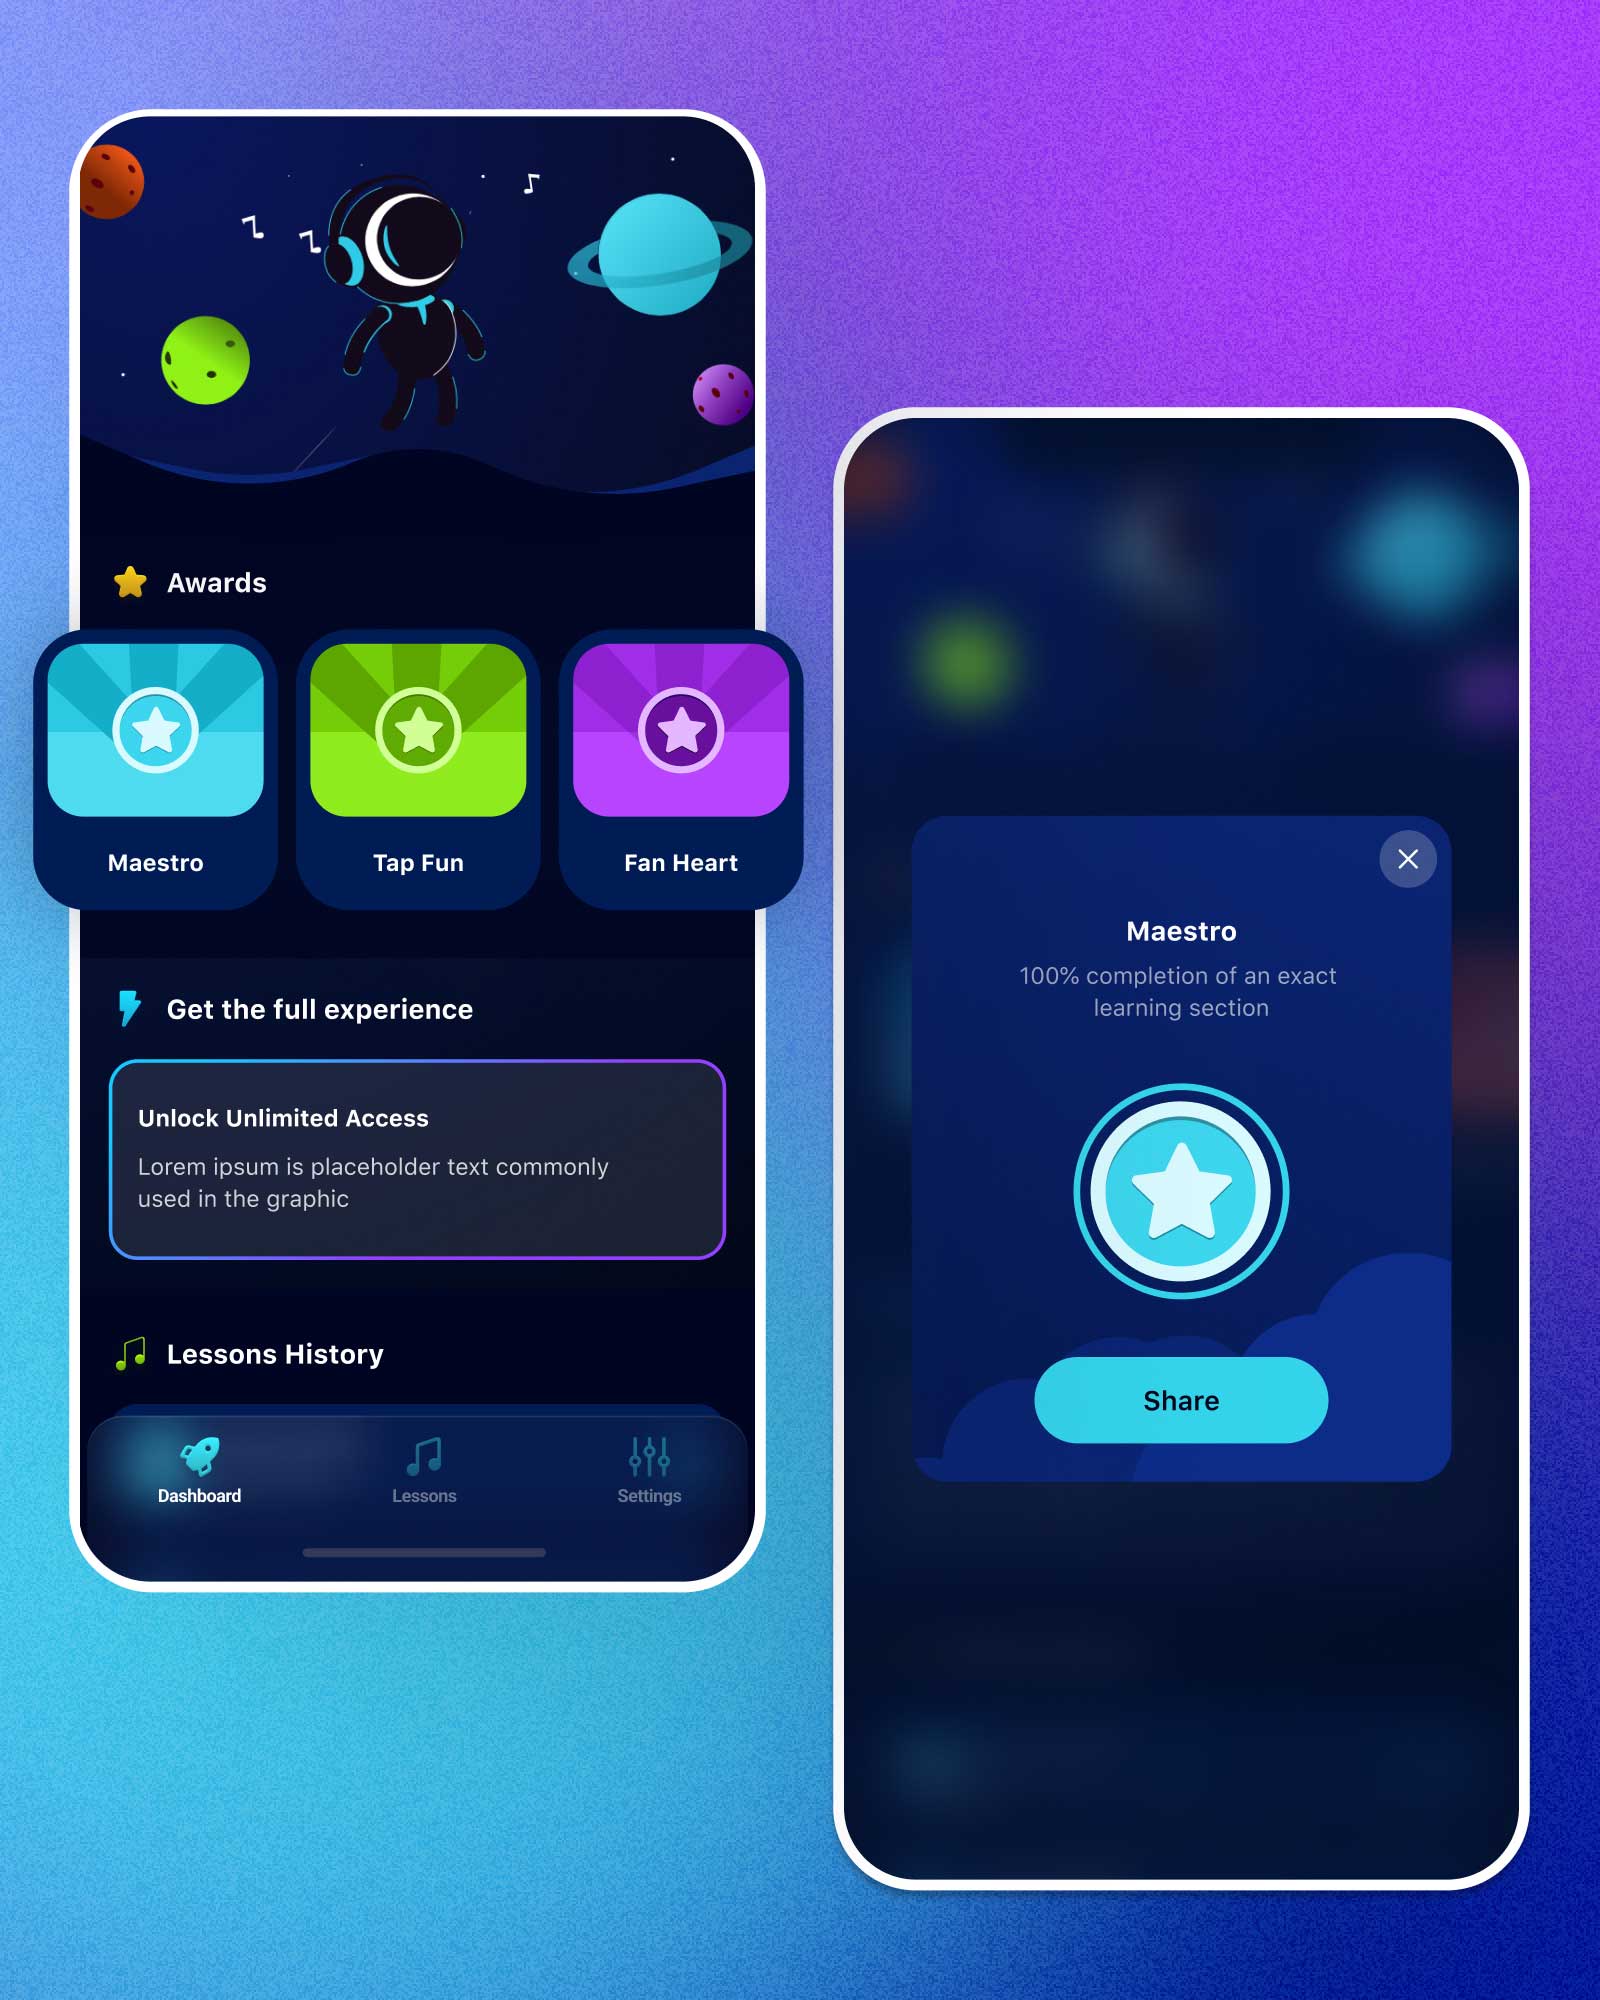 Awards
Maestro
Tap Fun
Fan Heart
Get the full experience
Unlock Unlimited Access
Lorem ipsum is placeholder text commonly
used in the graphic
Lessons History
Dashboard
Lessons
Settings
Maestro
100% completion of an exact
learning section
Share